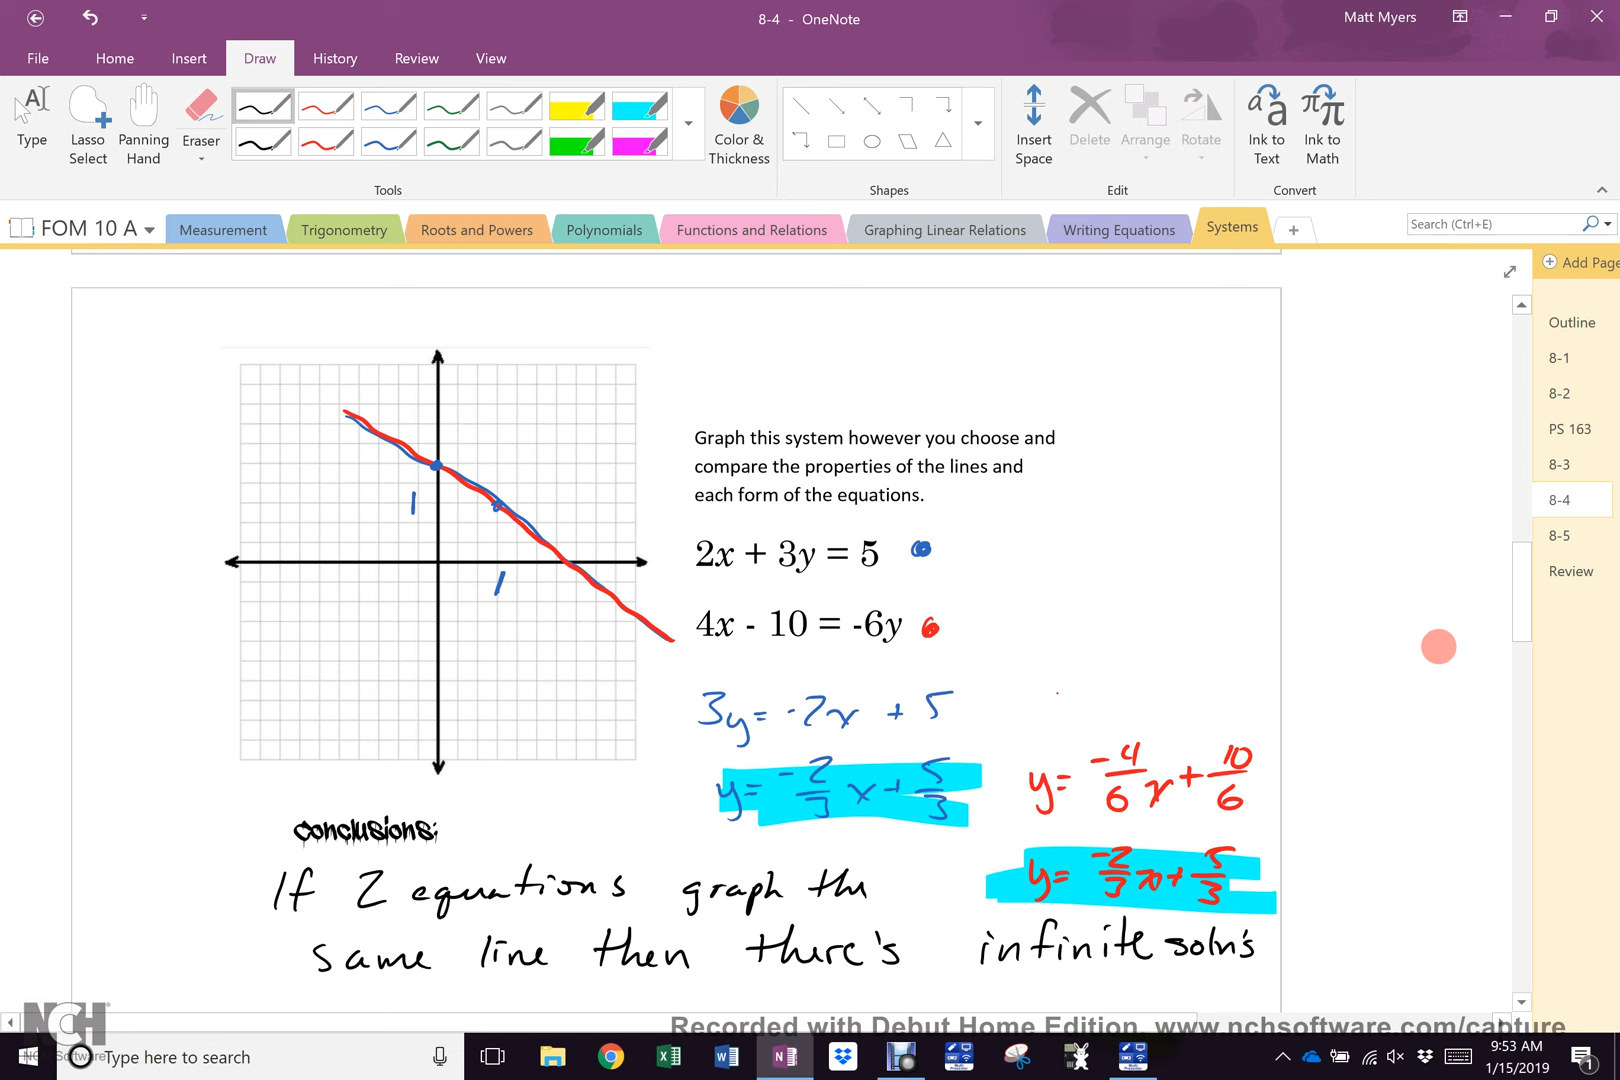 8-4 - OneNote
Matt Myers
File Home Insert Draw History Review View
Type
Lasso Select
Panning Hand
Eraser
Color & Thickness
Insert Space
Delete
Arrange
Rotate
Ink to Text
Ink to Math
Tools
Shapes
Edit
Convert
FOM 10 A
Measurement
Trigonometry
Roots and Powers
Polynomials
Functions and Relations
Graphing Linear Relations
Writing Equations
Systems
Search (Ctrl+E)
Add Page
Outline
8-1
8-2
PS 163
8-3
8-4
8-5
Review
Graph this system however you choose and
compare the properties of the lines and
each form of the equations.
2x + 3y = 5
4x - 10 = -6y
1
1
3y = -2x + 5
y = -2/3 x + 5/3
y = -4/6 x + 10/6
y = -2/3 x + 5/3
conclusions:
If 2 equations graph the
same line then there's infinite soln's
NCH
NCH Software
Recorded with Debut Home Edition. www.nchsoftware.com/capture
Type here to search
9:53 AM
1/15/2019
1